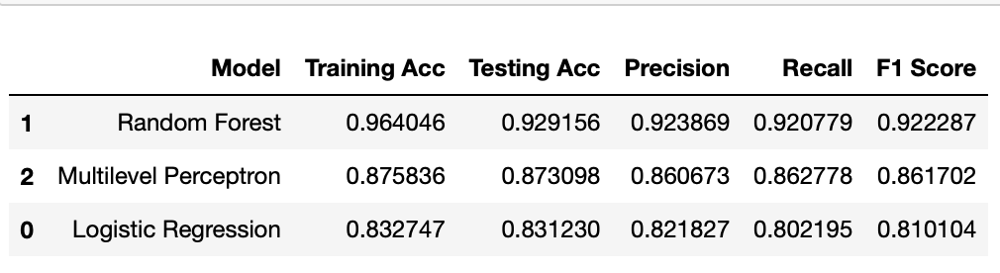 Model Training Acc Testing Acc Precision Recall F1 Score
1 Random Forest 0.964046 0.929156 0.923869 0.920779 0.922287
2 Multilevel Perceptron 0.875836 0.873098 0.860673 0.862778 0.861702
0 Logistic Regression 0.832747 0.831230 0.821827 0.802195 0.810104